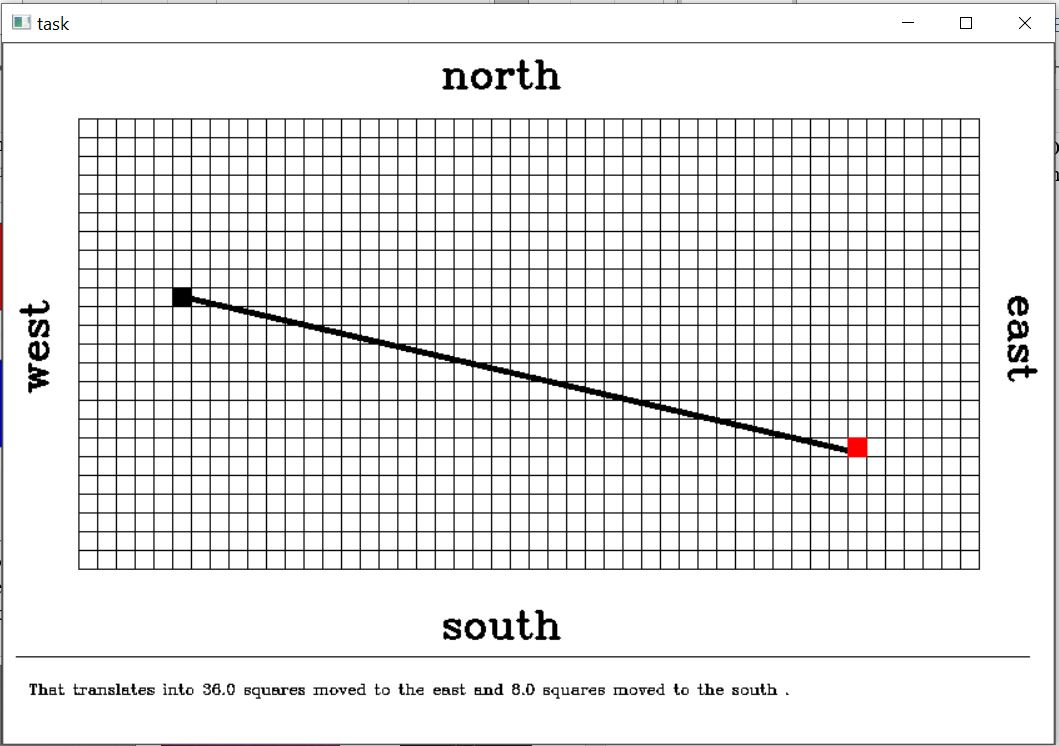 task
north
west
east
south
That translates into 36.0 squares moved to the east and 8.0 squares moved to the south .